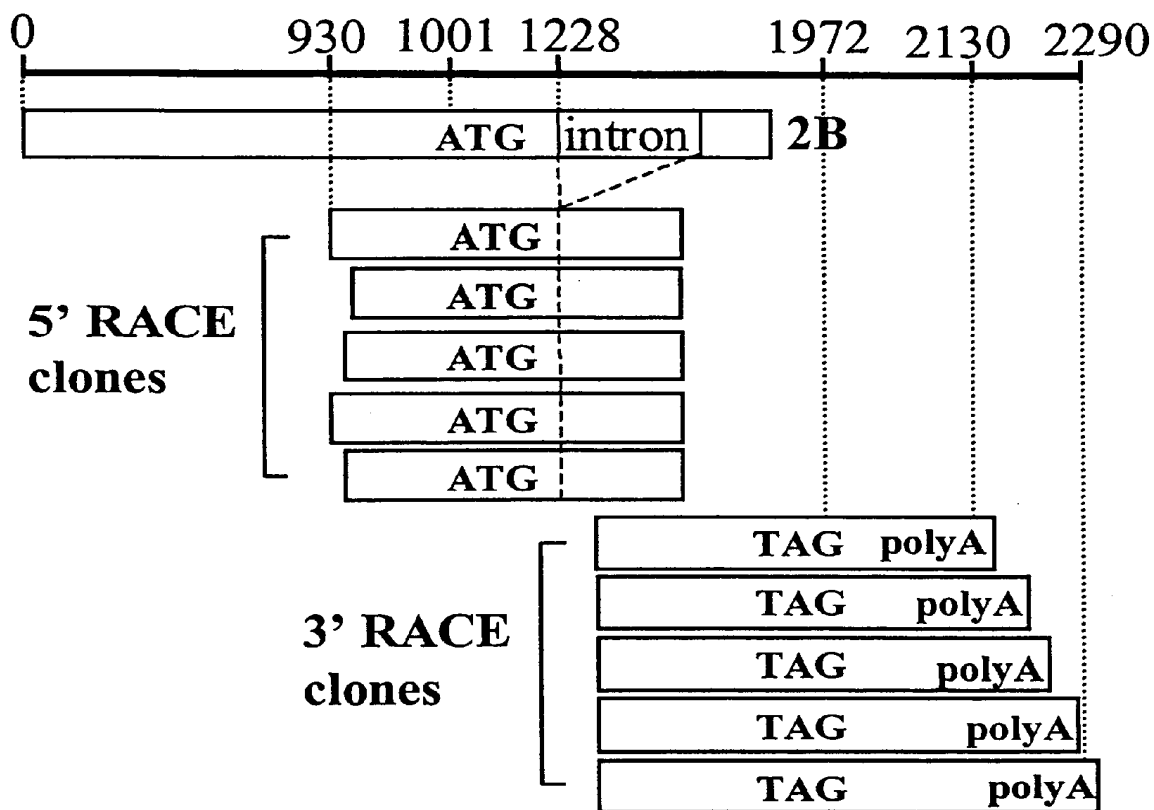 0 930 1001 1228 1972 2130 2290
ATG intron 2B
ATG
ATG
5’ RACE
clones
ATG
ATG
ATG
TAG polyA
TAG polyA
3’ RACE
clones
TAG polyA
TAG polyA
TAG polyA